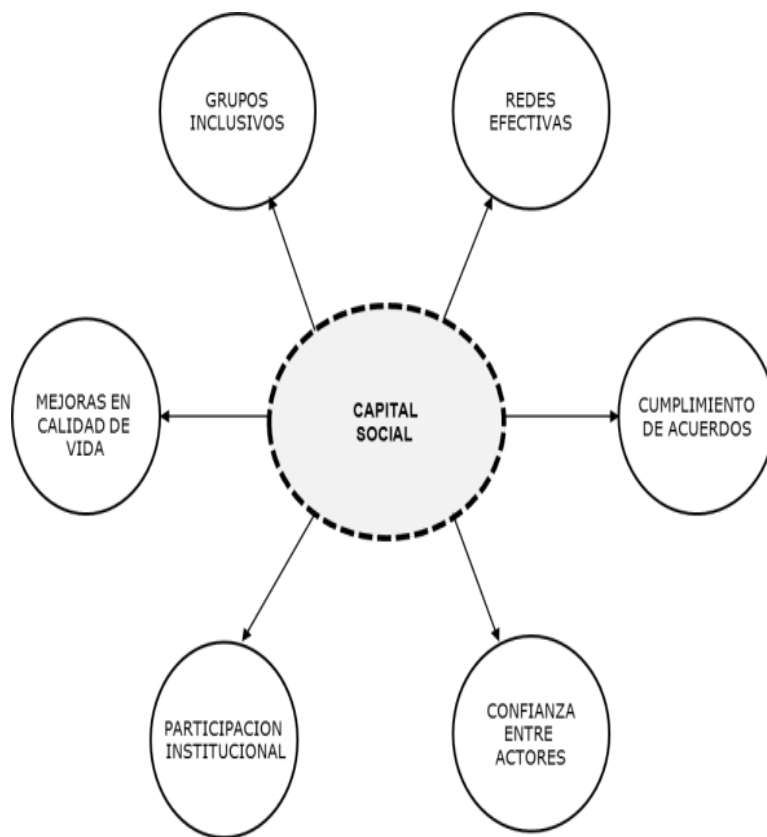 GRUPOS
INCLUSIVOS
REDES
EFECTIVAS
MEJORAS EN
CALIDAD DE
VIDA
CAPITAL
SOCIAL
CUMPLIMIENTO
DE ACUERDOS
PARTICIPACION
INSTITUCIONAL
CONFIANZA
ENTRE
ACTORES